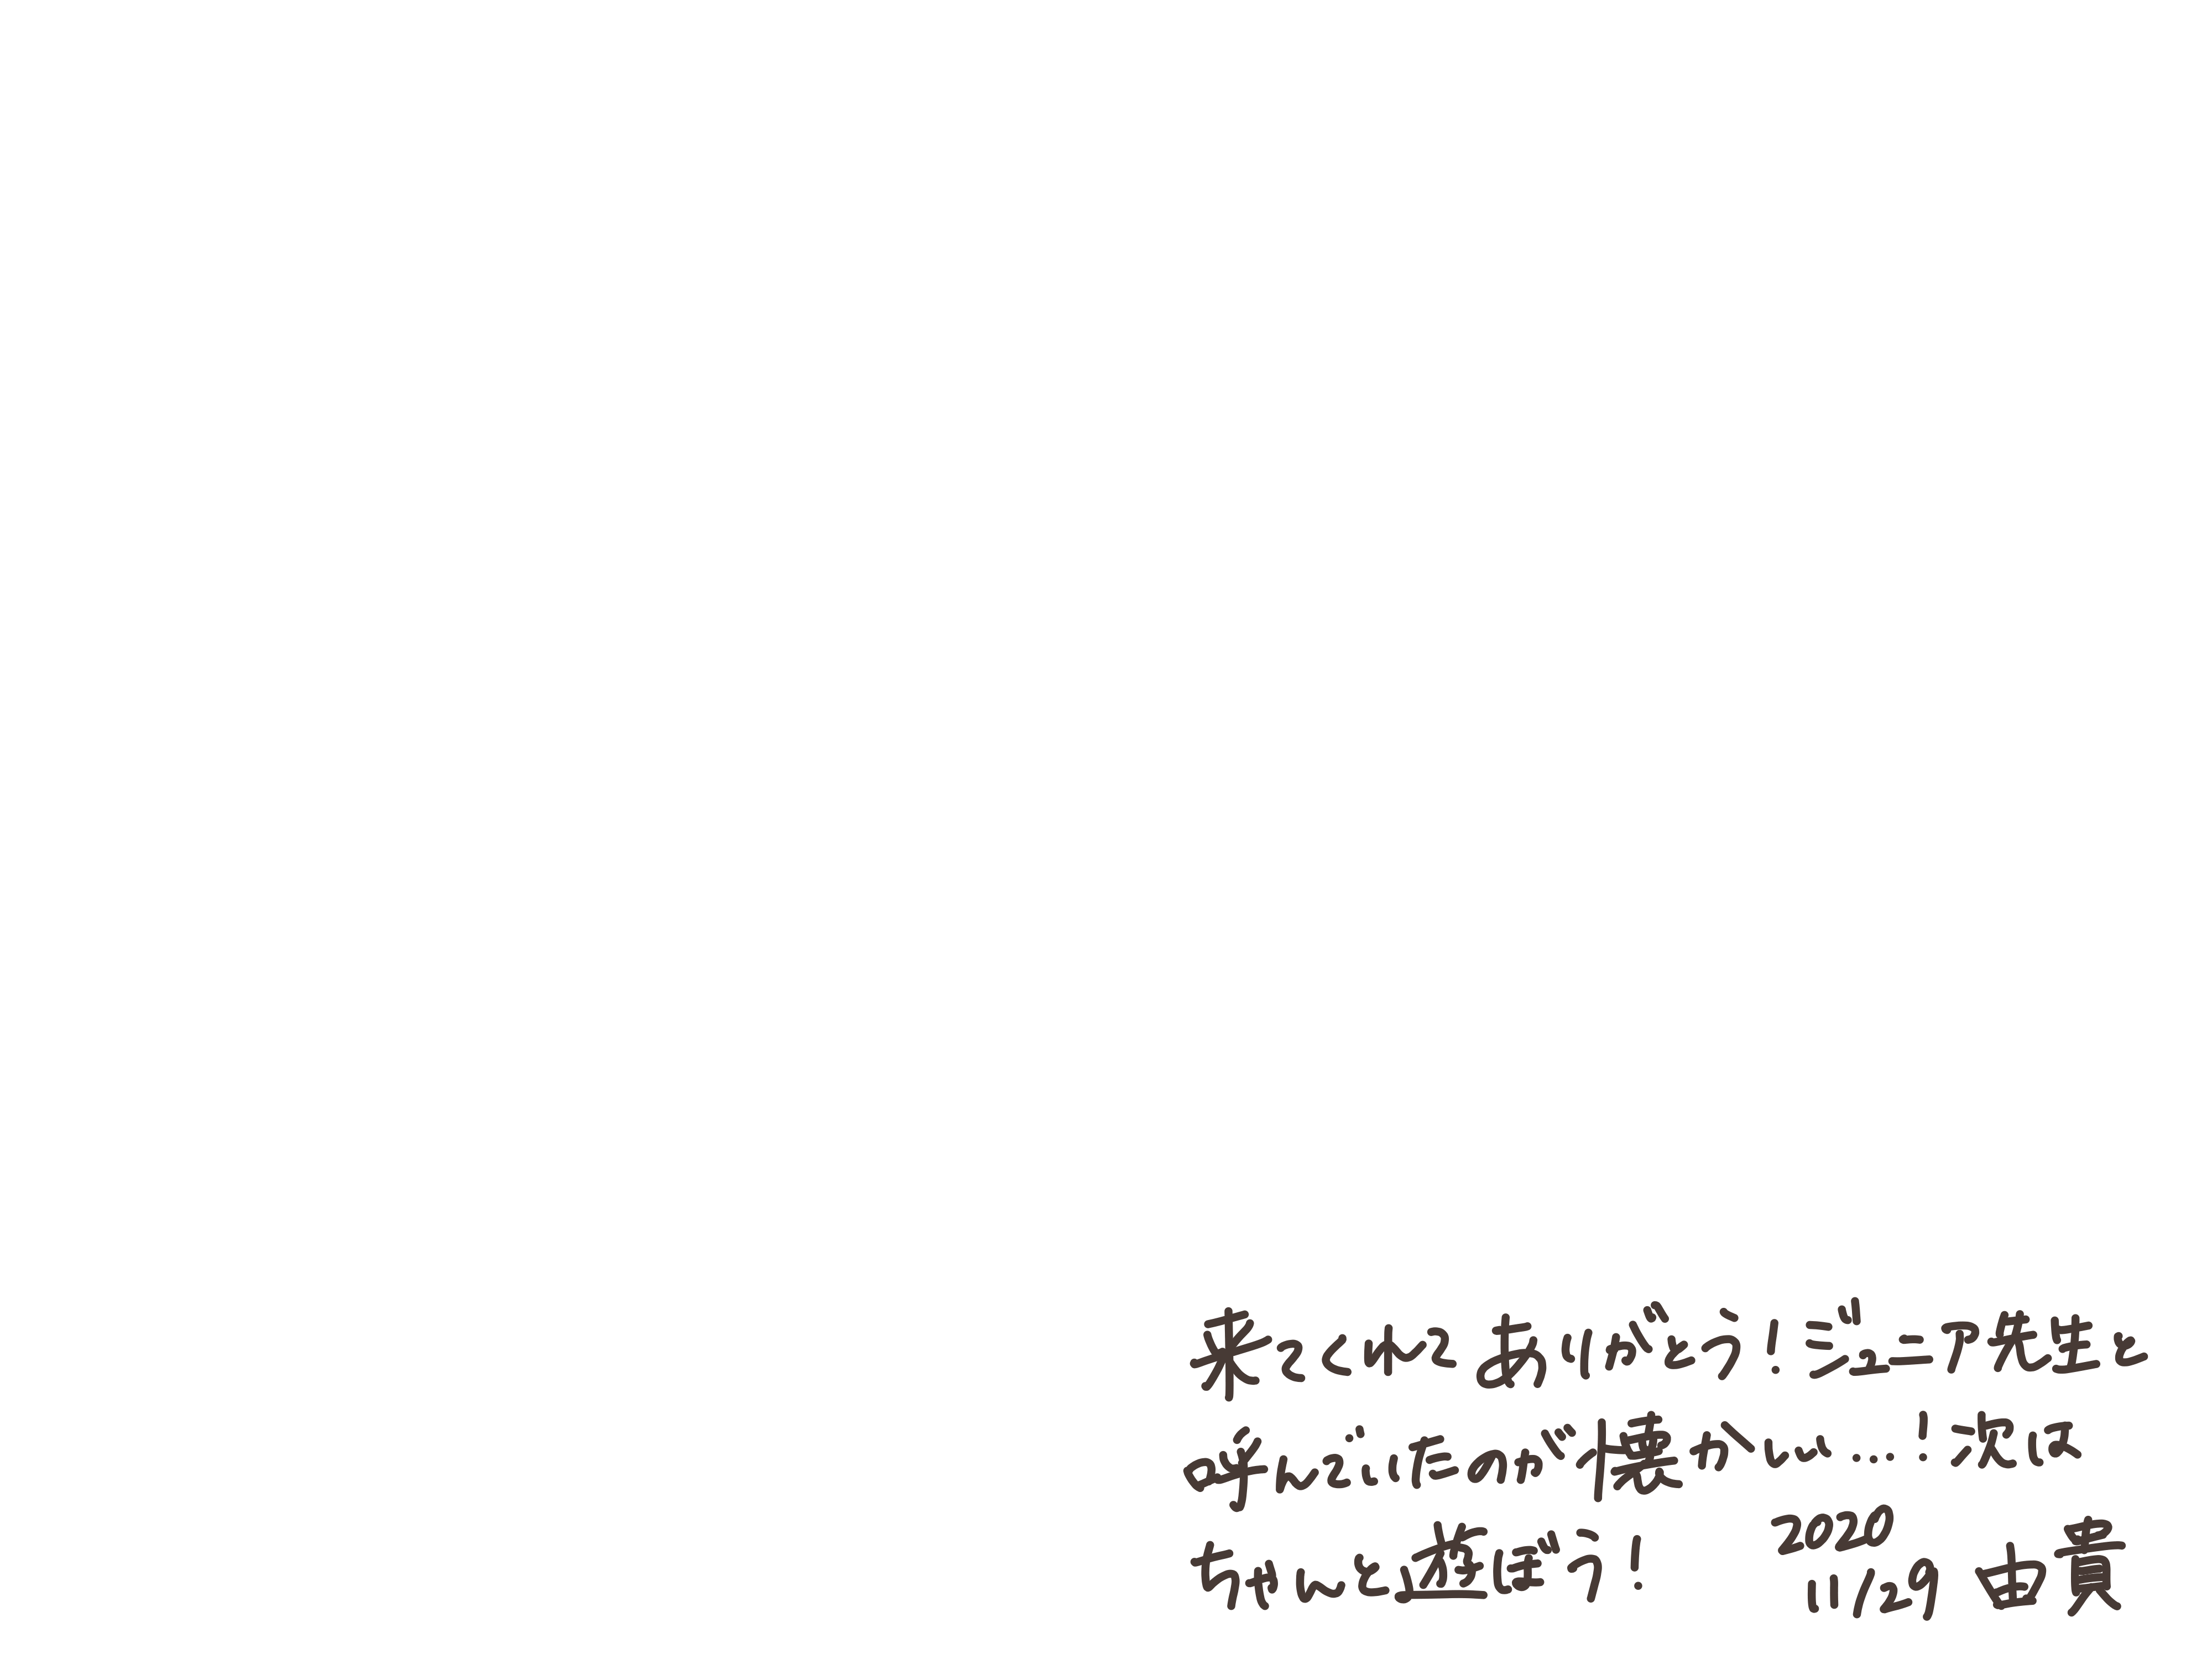 来てくれてありがとう!ジューア先生と
呼んでいたのが懐かしい...!次は
ちゃんと遊ぼう!
2020
11/29 由貴